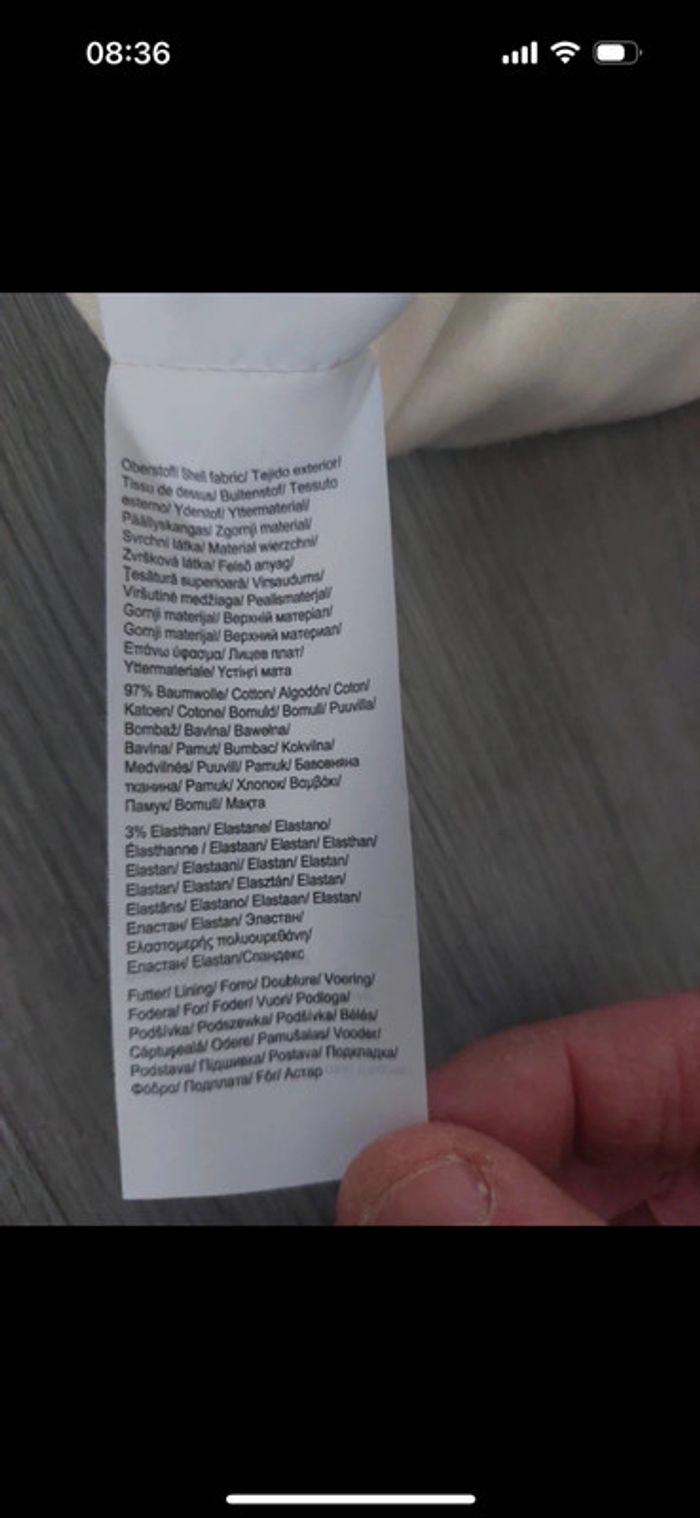 08:36
Oberstoff/ Shell fabric/ Tejido exterior/
Tissu de dessus/ Buitenstof/ Tessuto
esterno/ Yderstof/ Yttermaterial/
Päällyskangas/ Zgornji material/
Svrchní látka/ Material wierzchni/
Zvršková látka/ Felső anyag/
Țesătură superioară/ Virsaudums/
Viršutinė medžiaga/ Pealismaterjal/
Gornji materijal/ Верхній матеріал/
Gornji materijal/ Верхний материал/
Επάνω ύφασμα/ Лицев плат/
Yttermateriale/ Үстіңгі мата
97% Baumwolle/ Cotton/ Algodón/ Coton/
Katoen/ Cotone/ Bomuld/ Bomull/ Puuvilla/
Bombaž/ Bavlna/ Bawełna/
Bavlna/ Pamut/ Bumbac/ Kokvilna/
Medvilnės/ Puuvill/ Pamuk/ Бавовняна
тканина/ Pamuk/ Хлопок/ Βαμβάκι/
Памук/ Bomull/ Мақта
3% Elasthan/ Elastane/ Elastano/
Élasthanne / Elastaan/ Elastan/ Elasthan/
Elastan/ Elastaani/ Elastan/ Elastan/
Elastan/ Elastan/ Elasztán/ Elastan/
Elastāns/ Elastano/ Elastaan/ Elastan/
Еластан/ Elastan/ Эластан/
Ελαστομερής πολυουρεθάνη/
Еластан/ Elastan/Спандекс
Futter/ Lining/ Forro/ Doublure/ Voering/
Fodera/ For/ Foder/ Vuori/ Podloga/
Podšívka/ Podszewka/ Podšívka/ Bélés/
Căptușeală/ Odere/ Pamušalas/ Vooder/
Podstava/ Підшивка/ Postava/ Подкладка/
Φόδρα/ Подплата/ Fôr/ Астар